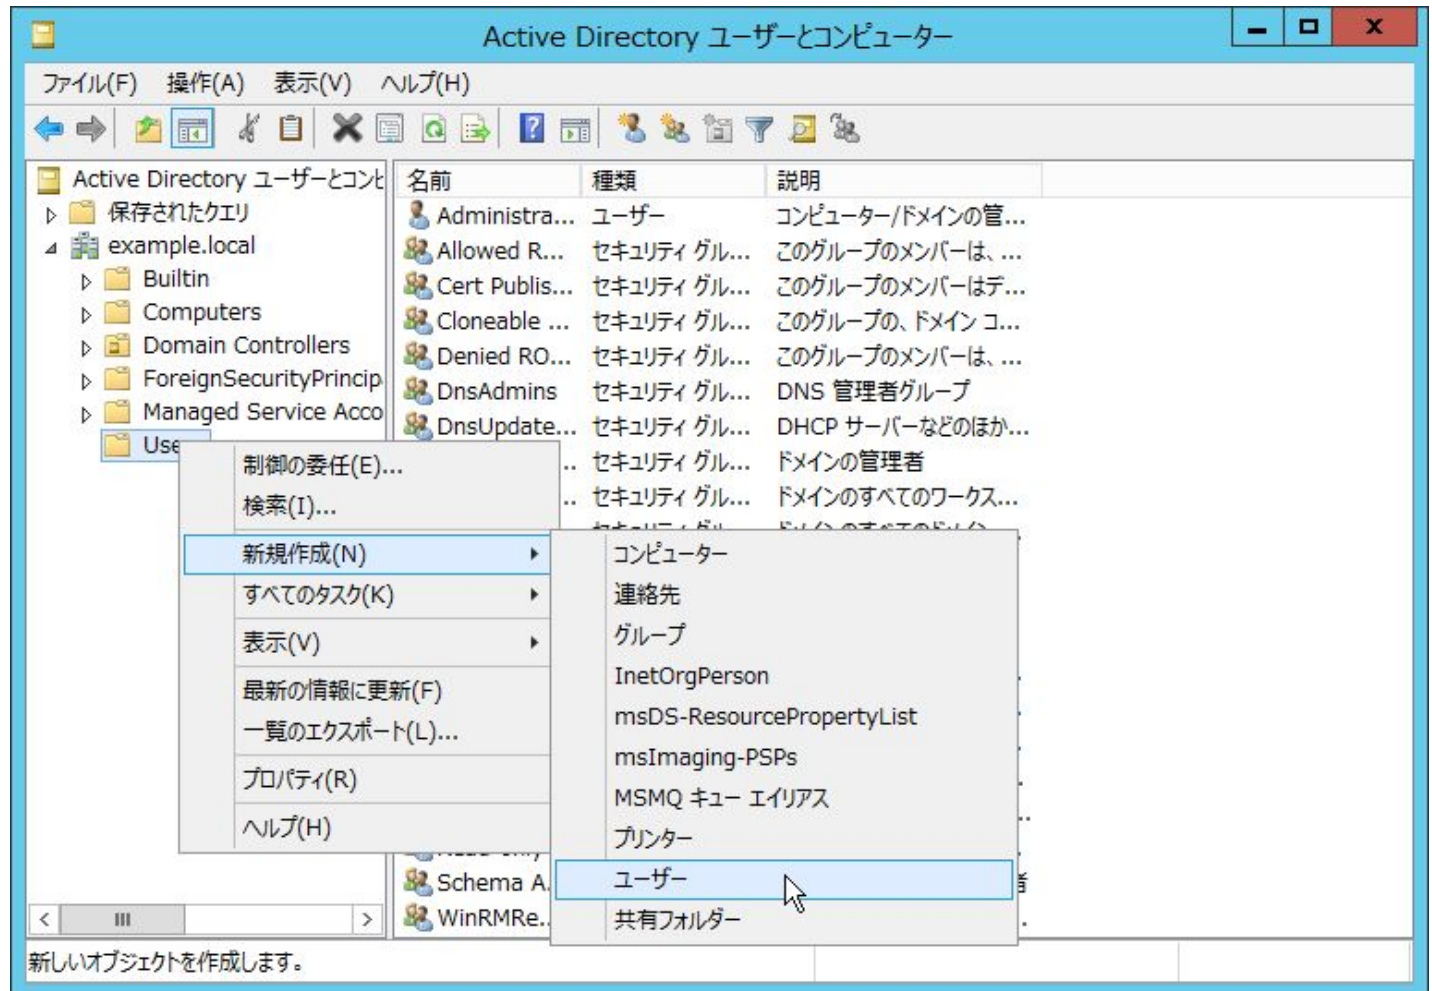 Active Directory ユーザーとコンピューター
ファイル(F) 操作(A) 表示(V) ヘルプ(H)
Active Directory ユーザーとコンピ
保存されたクエリ
example.local
Builtin
Computers
Domain Controllers
ForeignSecurityPrincip
Managed Service Acco
Use
名前 種類 説明
Administra... ユーザー コンピューター/ドメインの管...
Allowed R... セキュリティ グル... このグループのメンバーは、...
Cert Publis... セキュリティ グル... このグループのメンバーはデ...
Cloneable ... セキュリティ グル... このグループの、ドメイン コ...
Denied RO... セキュリティ グル... このグループのメンバーは、...
DnsAdmins セキュリティ グル... DNS 管理者グループ
DnsUpdate... セキュリティ グル... DHCP サーバーなどのほか...
.. セキュリティ グル... ドメインの管理者
.. セキュリティ グル... ドメインのすべてのワークス...
Schema A.
WinRMRe..
制御の委任(E)...
検索(I)...
新規作成(N)
すべてのタスク(K)
表示(V)
最新の情報に更新(F)
一覧のエクスポート(L)...
プロパティ(R)
ヘルプ(H)
コンピューター
連絡先
グループ
InetOrgPerson
msDS-ResourcePropertyList
msImaging-PSPs
MSMQ キュー エイリアス
プリンター
ユーザー
共有フォルダー
新しいオブジェクトを作成します。